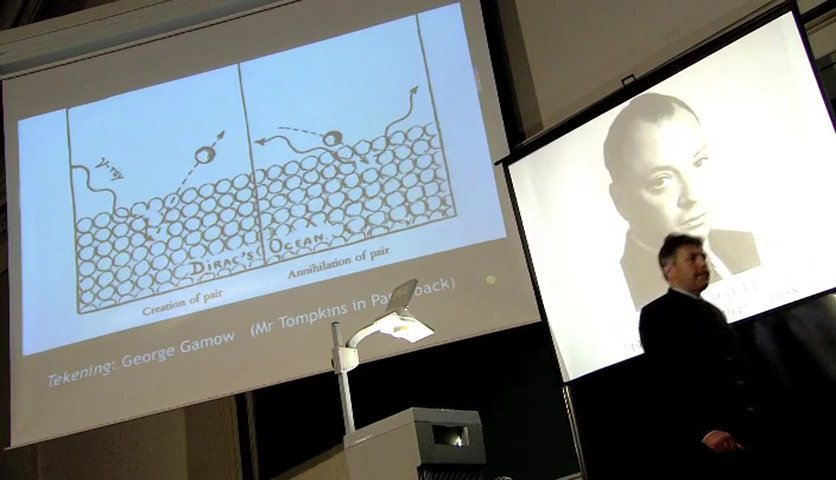 γ-ray
DIRAC'S OCEAN
Creation of pair
Annihilation of pair
Tekening: George Gamow (Mr Tompkins in Paperback)